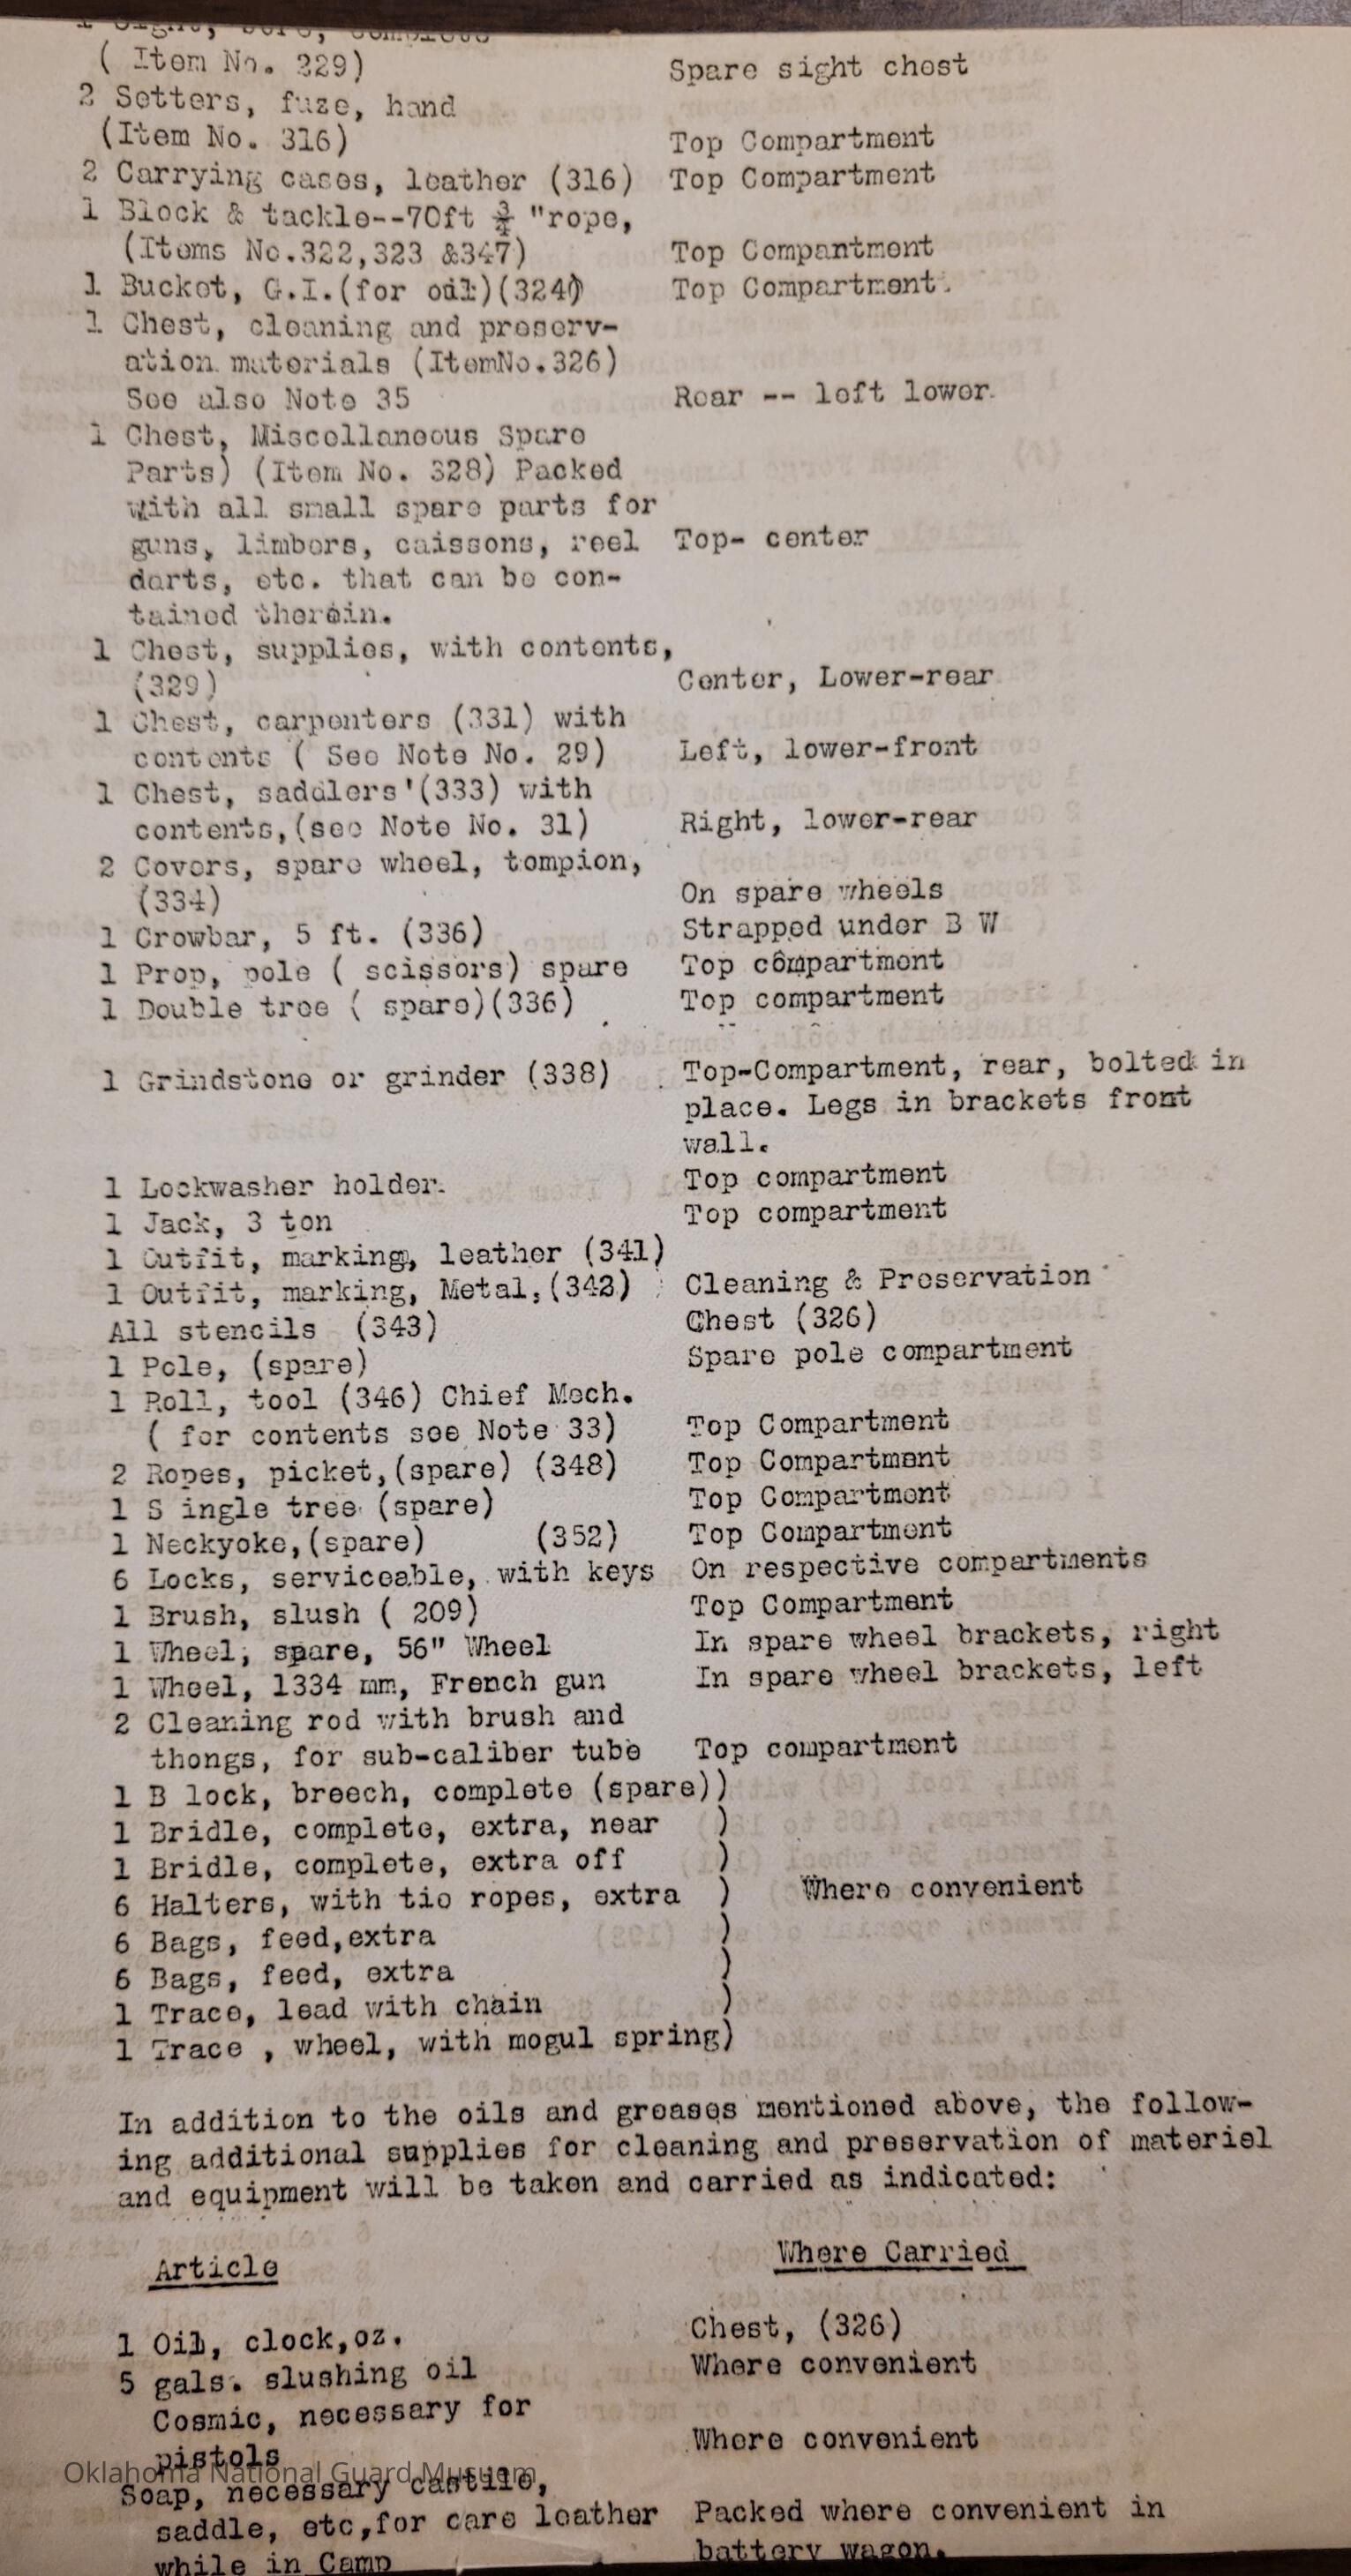 1 Sight, bore, complete
( Item No. 229) Spare sight chest
2 Setters, fuze, hand
(Item No. 316) Top Compartment
2 Carrying cases, leather (316) Top Compartment
1 Block & tackle--70ft 3/4 "rope,
(Items No.322,323 &347) Top Compantment
1 Bucket, G.I.(for oil)(324) Top Compartment.
1 Chest, cleaning and preserv-
ation materials (ItemNo.326)
See also Note 35 Rear -- left lower.
1 Chest, Miscellaneous Spare
Parts) (Item No. 328) Packed
with all small spare parts for
guns, limbers, caissons, reel Top- center
darts, etc. that can be con-
tained therein.
1 Chest, supplies, with contents,
(329) Center, Lower-rear
1 Chest, carpenters (331) with
contents ( See Note No. 29) Left, lower-front
1 Chest, saddlers'(333) with
contents,(see Note No. 31) Right, lower-rear
2 Covers, spare wheel, tompion,
(334) On spare wheels
1 Crowbar, 5 ft. (336) Strapped under B W
1 Prop, pole ( scissors) spare Top compartment
1 Double tree ( spare)(336) Top compartment
1 Grindstone or grinder (338) Top-Compartment, rear, bolted in
place. Legs in brackets front
wall.
1 Lockwasher holder. Top compartment
1 Jack, 3 ton Top compartment
1 Outfit, marking, leather (341)
1 Outfit, marking, Metal,(342) Cleaning & Preservation
All stencils (343) Chest (326)
1 Pole, (spare) Spare pole compartment
1 Roll, tool (346) Chief Mech.
( for contents see Note 33) Top Compartment
2 Ropes, picket,(spare) (348) Top Compartment
1 S ingle tree (spare) Top Compartment
1 Neckyoke,(spare) (352) Top Compartment
6 Locks, serviceable, with keys On respective compartments
1 Brush, slush ( 209) Top Compartment
1 Wheel, spare, 56" Wheel In spare wheel brackets, right
1 Wheel, 1334 mm, French gun In spare wheel brackets, left
2 Cleaning rod with brush and
thongs, for sub-caliber tube Top compartment
1 B lock, breech, complete (spare))
1 Bridle, complete, extra, near )
1 Bridle, complete, extra off )
6 Halters, with tie ropes, extra ) Where convenient
6 Bags, feed,extra )
6 Bags, feed, extra )
1 Trace, lead with chain )
1 Trace , wheel, with mogul spring)
In addition to the oils and greases mentioned above, the follow-
ing additional supplies for cleaning and preservation of materiel
and equipment will be taken and carried as indicated:
Article Where Carried
1 Oil, clock,oz. Chest, (326)
5 gals. slushing oil Where convenient
Cosmic, necessary for
pistols Where convenient
Oklahoma National Guard Museum
Soap, necessary castile,
saddle, etc,for care leather Packed where convenient in
while in Camp battery wagon.